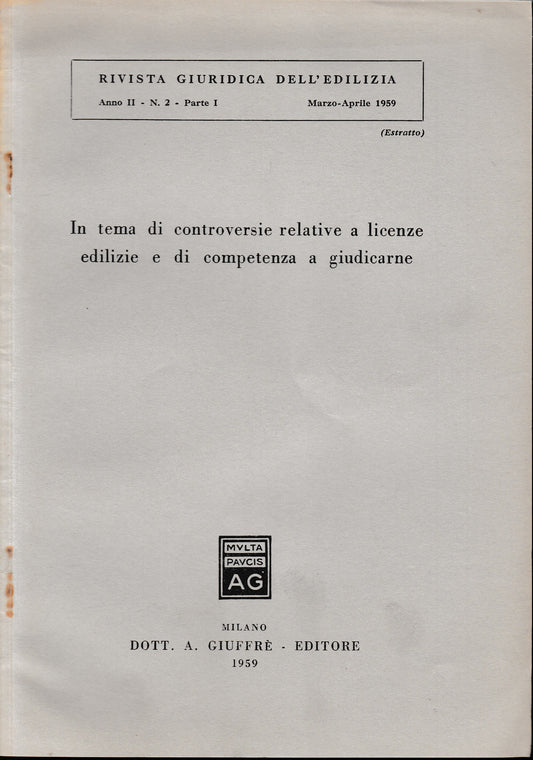 RIVISTA GIURIDICA DELL'EDILIZIA
Anno II - N. 2 - Parte I Marzo-Aprile 1959
(Estratto)
In tema di controversie relative a licenze
edilizie e di competenza a giudicarne
MVLTA
PAVCIS
AG
MILANO
DOTT. A. GIUFFRÈ - EDITORE
1959